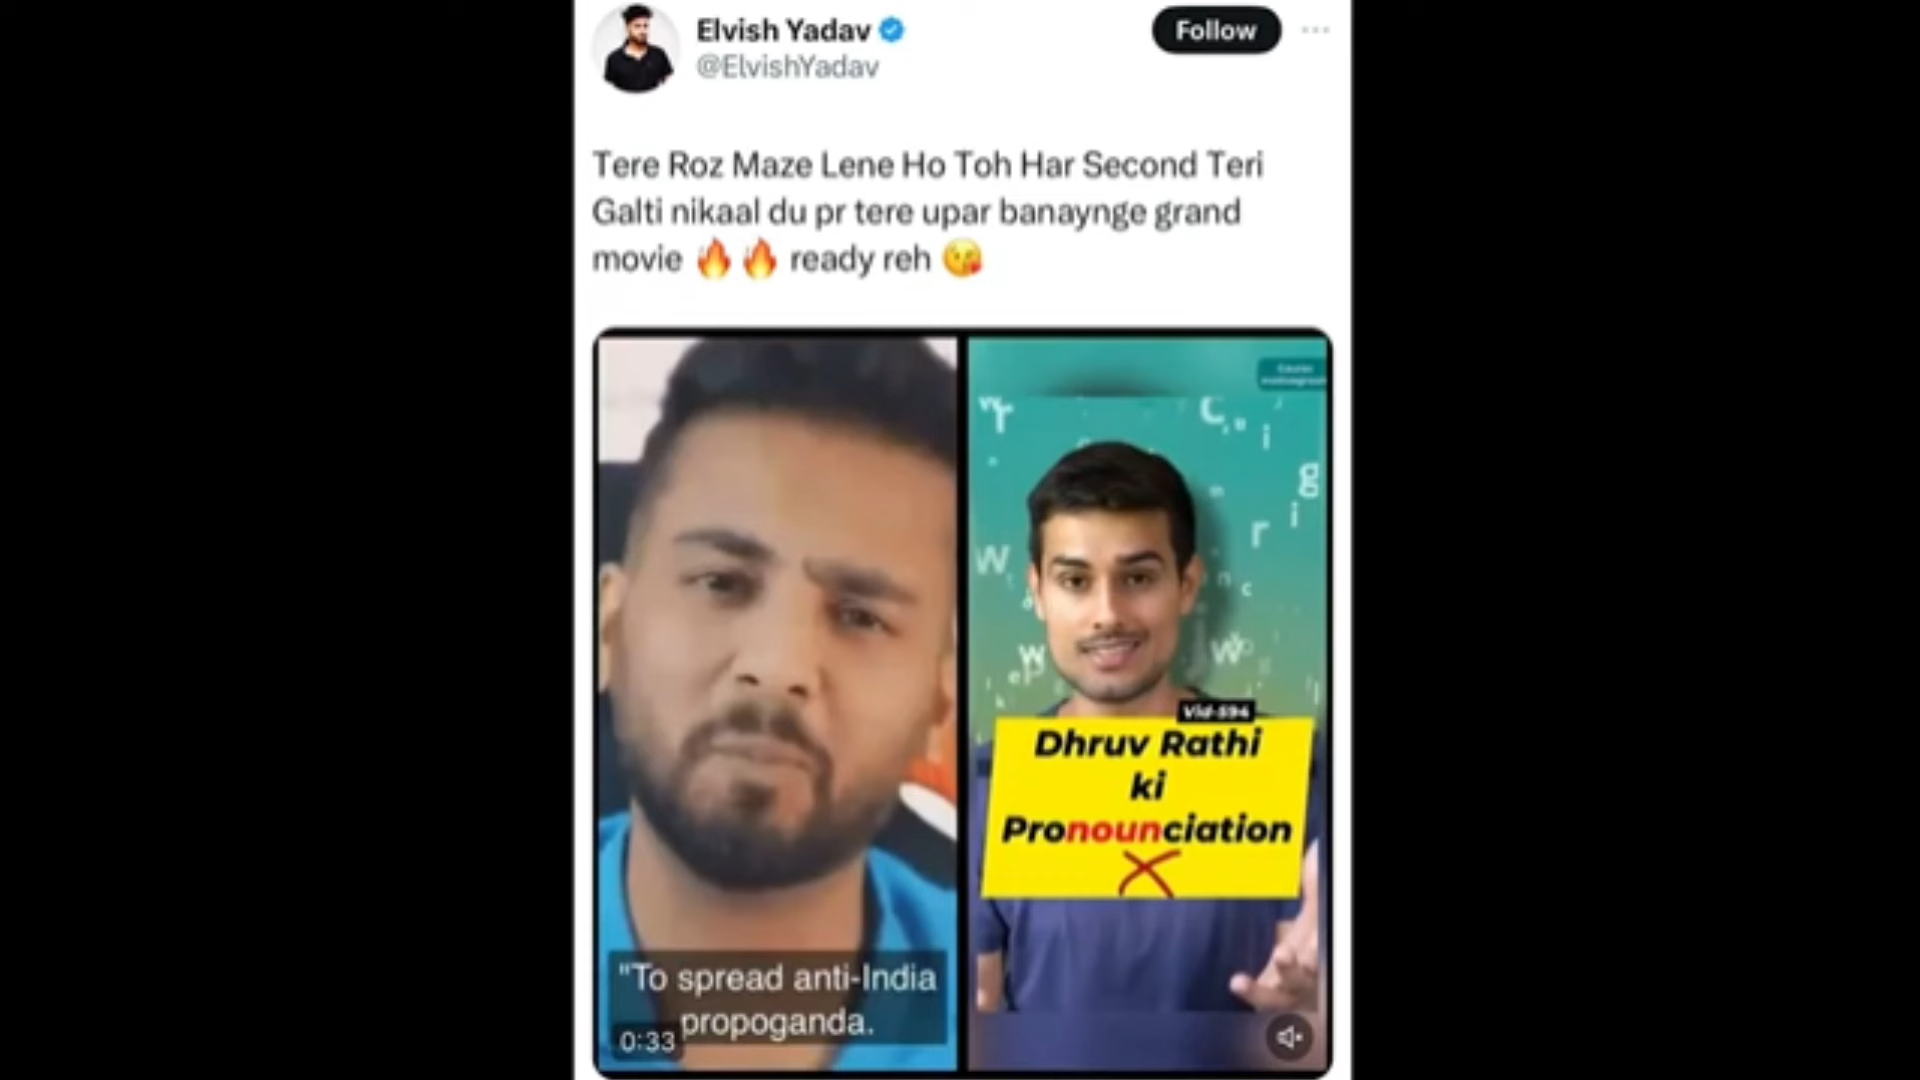 Elvish Yadav
Follow
@ElvishYadav
Tere Roz Maze Lene Ho Toh Har Second Teri
Galti nikaal du pr tere upar banaynge grand
movie 🔥🔥 ready reh 😘
Vid-594
Dhruv Rathi
ki
Pronounciation
"To spread anti-India
propoganda.
0:33